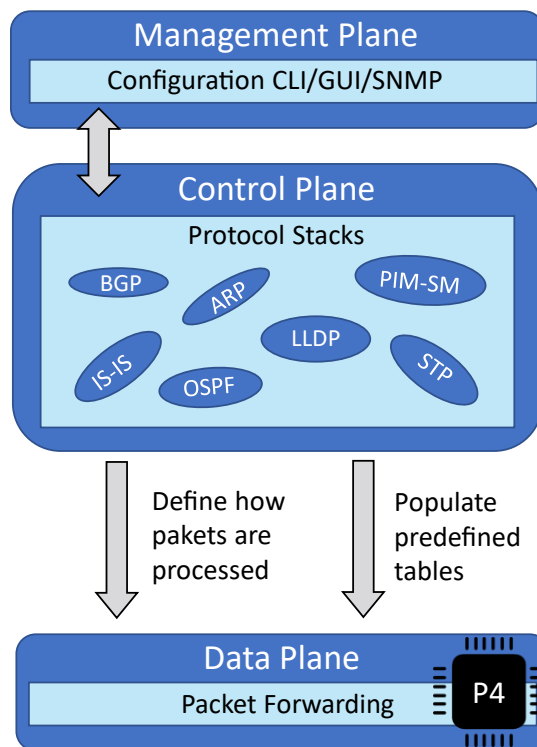 Management Plane
Configuration CLI/GUI/SNMP
Control Plane
Protocol Stacks
BGP
ARP
PIM-SM
IS-IS
OSPF
LLDP
STP
Define how
pakets are
processed
Populate
predefined
tables
Data Plane
Packet Forwarding
P4